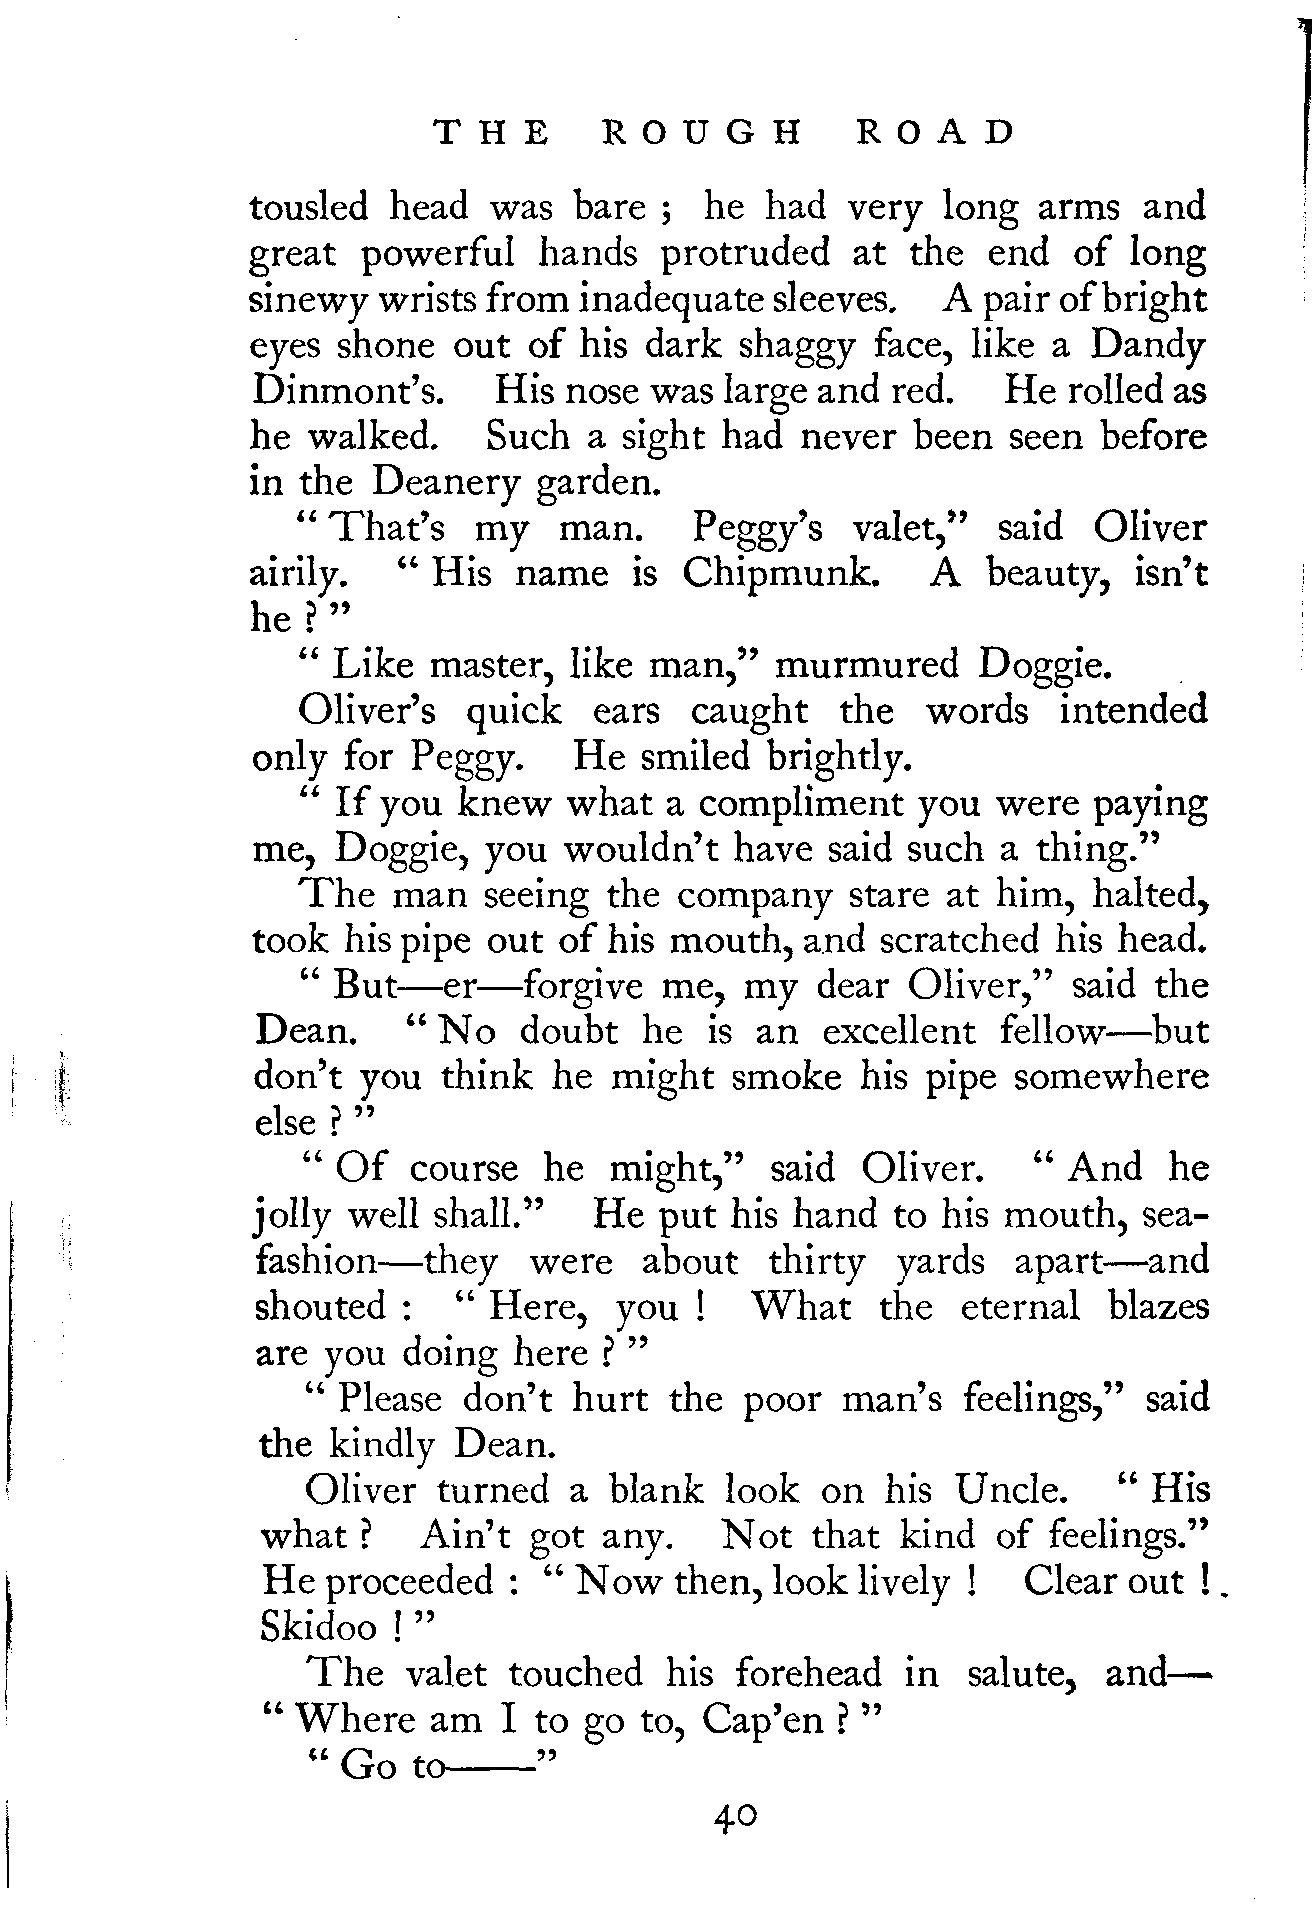 THE ROUGH ROAD
tousled head was bare ; he had very long arms and
great powerful hands protruded at the end of long
sinewy wrists from inadequate sleeves. A pair of bright
eyes shone out of his dark shaggy face, like a Dandy
Dinmont's. His nose was large and red. He rolled as
he walked. Such a sight had never been seen before
in the Deanery garden.
“ That's my man. Peggy's valet,” said Oliver
airily. “ His name is Chipmunk. A beauty, isn't
he ? ”
“ Like master, like man,” murmured Doggie.
Oliver's quick ears caught the words intended
only for Peggy. He smiled brightly.
“ If you knew what a compliment you were paying
me, Doggie, you wouldn't have said such a thing.”
The man seeing the company stare at him, halted,
took his pipe out of his mouth, and scratched his head.
“ But—er—forgive me, my dear Oliver,” said the
Dean. “ No doubt he is an excellent fellow—but
don't you think he might smoke his pipe somewhere
else ? ”
“ Of course he might,” said Oliver. “ And he
jolly well shall.” He put his hand to his mouth, sea-
fashion—they were about thirty yards apart—and
shouted : “ Here, you ! What the eternal blazes
are you doing here ? ”
“ Please don't hurt the poor man's feelings,” said
the kindly Dean.
Oliver turned a blank look on his Uncle. “ His
what ? Ain't got any. Not that kind of feelings.”
He proceeded : “ Now then, look lively ! Clear out !
Skidoo ! ”
The valet touched his forehead in salute, and—
“ Where am I to go to, Cap'en ? ”
“ Go to——”
40